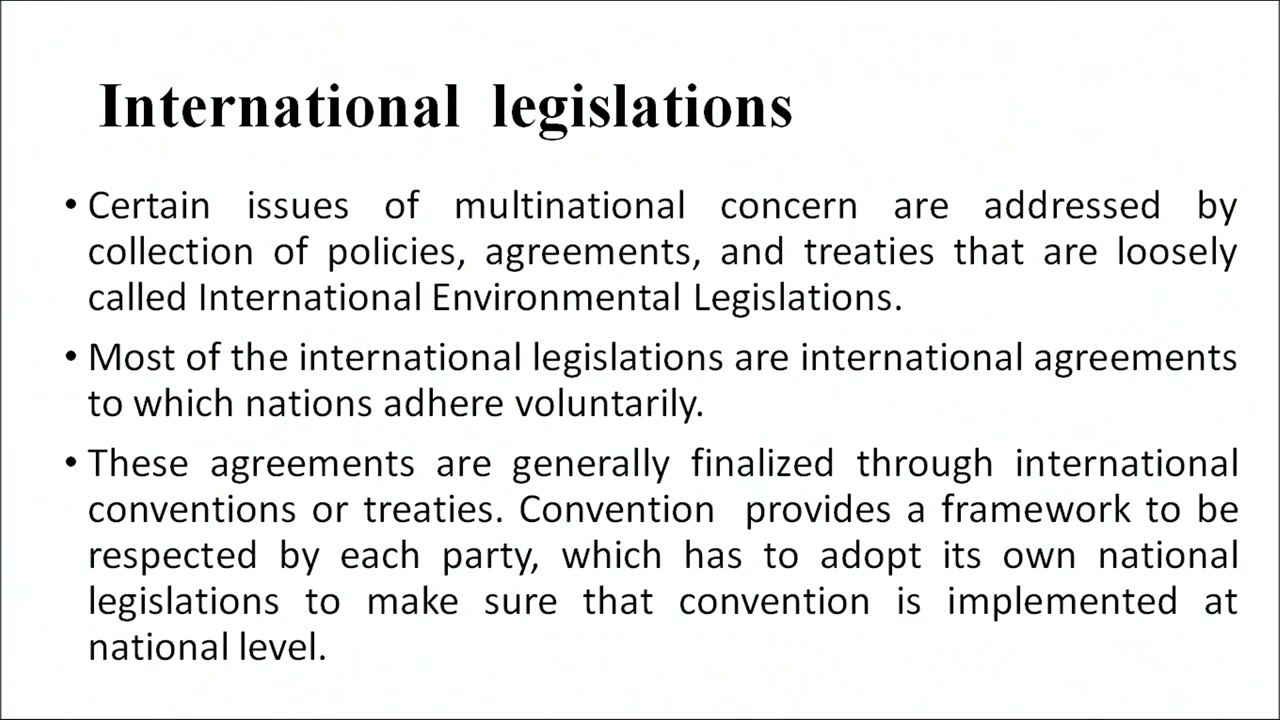 International legislations
• Certain issues of multinational concern are addressed by
collection of policies, agreements, and treaties that are loosely
called International Environmental Legislations.
• Most of the international legislations are international agreements
to which nations adhere voluntarily.
• These agreements are generally finalized through international
conventions or treaties. Convention provides a framework to be
respected by each party, which has to adopt its own national
legislations to make sure that convention is implemented at
national level.